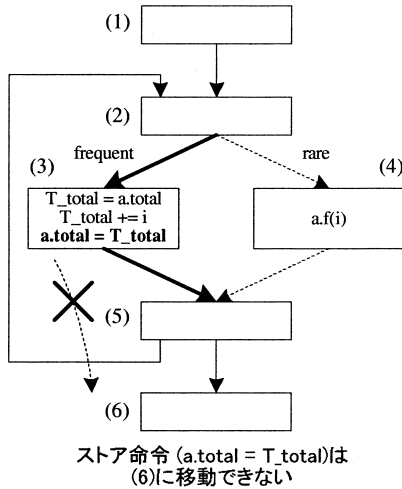 (1)
(2)
frequent
rare
(3)
(4)
T_total = a.total
T_total += i
a.total = T_total
a.f(i)
(5)
(6)
ストア命令 (a.total = T_total)は
(6)に移動できない